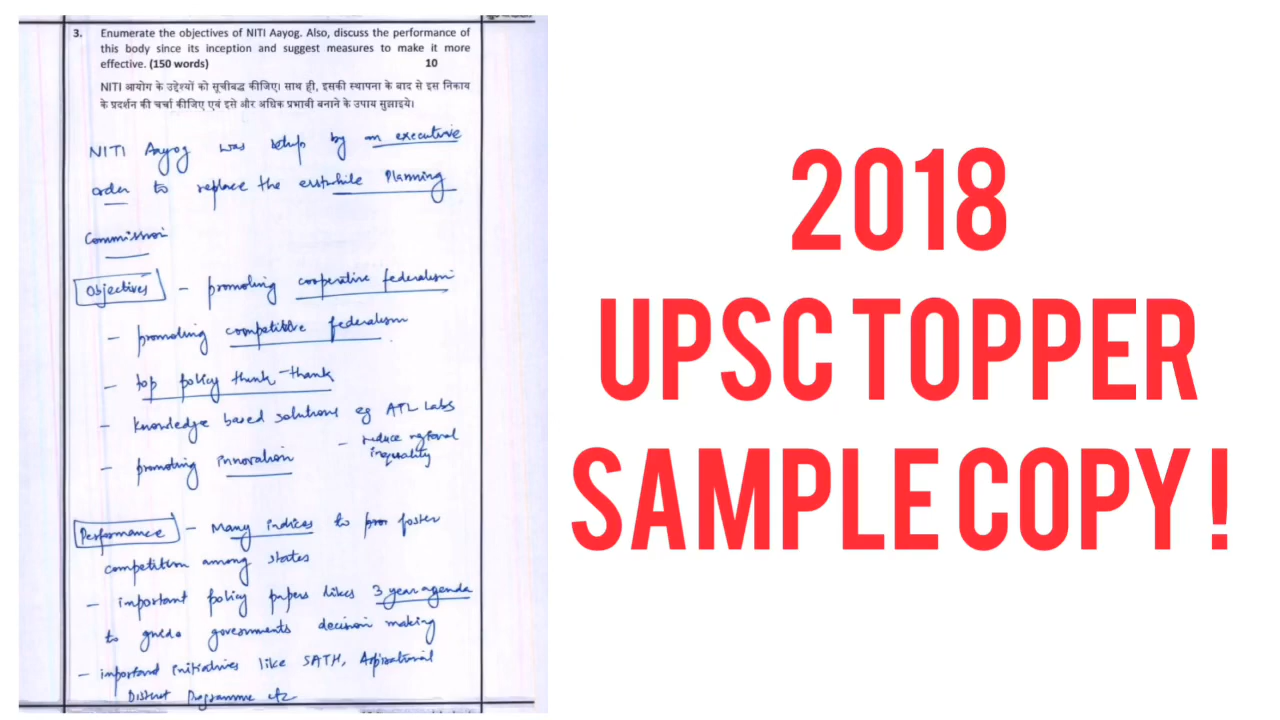 3. Enumerate the objectives of NITI Aayog. Also, discuss the performance of
this body since its inception and suggest measures to make it more
effective. (150 words) 10
NITI आयोग के उद्देश्यों को सूचीबद्ध कीजिए। साथ ही, इसकी स्थापना के बाद से इस निकाय
के प्रदर्शन की चर्चा कीजिए एवं इसे और अधिक प्रभावी बनाने के उपाय सुझाइये।
NITI Aayog was setup by an executive
order to replace the erstwhile Planning
Commission
Objectives - promoting cooperative federalism
- promoting competitive federalism
- top policy think-thank
- knowledge based solutions eg ATL Labs
- promoting innovation - reduce regional
inequality
Performance - Many indices to foster
competition among states
- important policy papers likes 3 year agenda
to guide governments decision making
- important initiatives like SATH, Aspirational
District Programme etc
2018
UPSC TOPPER
SAMPLE COPY !